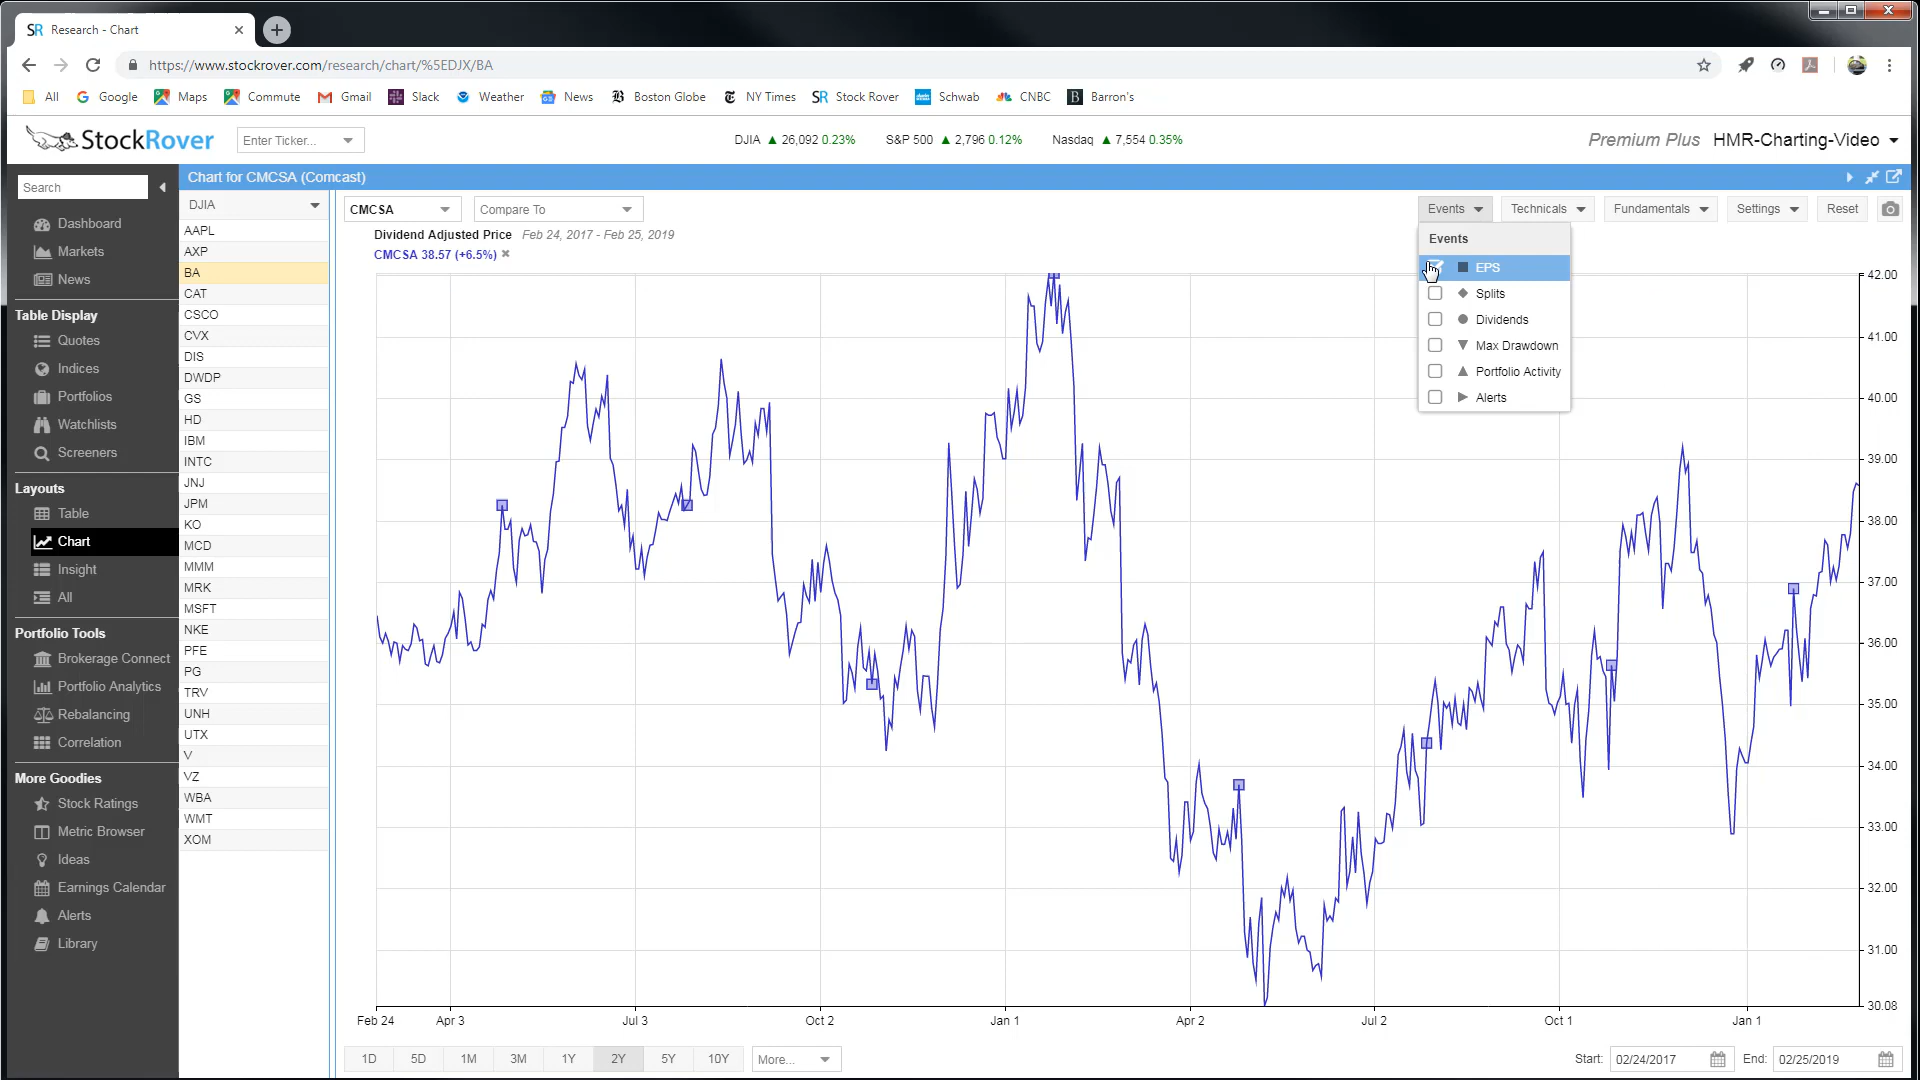 SR Research - Chart
https://www.stockrover.com/research/chart/%5EDJX/BA
All Google Maps Commute Gmail Slack Weather News Boston Globe NY Times SR Stock Rover Schwab CNBC B Barron's
StockRover
Enter Ticker...
DJIA ▲ 26,092 0.23% S&P 500 ▲ 2,796 0.12% Nasdaq ▲ 7,554 0.35%
Premium Plus HMR-Charting-Video
Search
Dashboard
Markets
News
Table Display
Quotes
Indices
Portfolios
Watchlists
Screeners
Layouts
Table
Chart
Insight
All
Portfolio Tools
Brokerage Connect
Portfolio Analytics
Rebalancing
Correlation
More Goodies
Stock Ratings
Metric Browser
Ideas
Earnings Calendar
Alerts
Library
Chart for CMCSA (Comcast)
DJIA
AAPL
AXP
BA
CAT
CSCO
CVX
DIS
DWDP
GS
HD
IBM
INTC
JNJ
JPM
KO
MCD
MMM
MRK
MSFT
NKE
PFE
PG
TRV
UNH
UTX
V
VZ
WBA
WMT
XOM
CMCSA Compare To
Events Technicals Fundamentals Settings Reset
Dividend Adjusted Price Feb 24, 2017 - Feb 25, 2019
CMCSA 38.57 (+6.5%)
Events
EPS
Splits
Dividends
Max Drawdown
Portfolio Activity
Alerts
42.00
41.00
40.00
39.00
38.00
37.00
36.00
35.00
34.00
33.00
32.00
31.00
30.08
Feb 24 Apr 3 Jul 3 Oct 2 Jan 1 Apr 2 Jul 2 Oct 1 Jan 1
1D 5D 1M 3M 1Y 2Y 5Y 10Y More...
Start: 02/24/2017 End: 02/25/2019